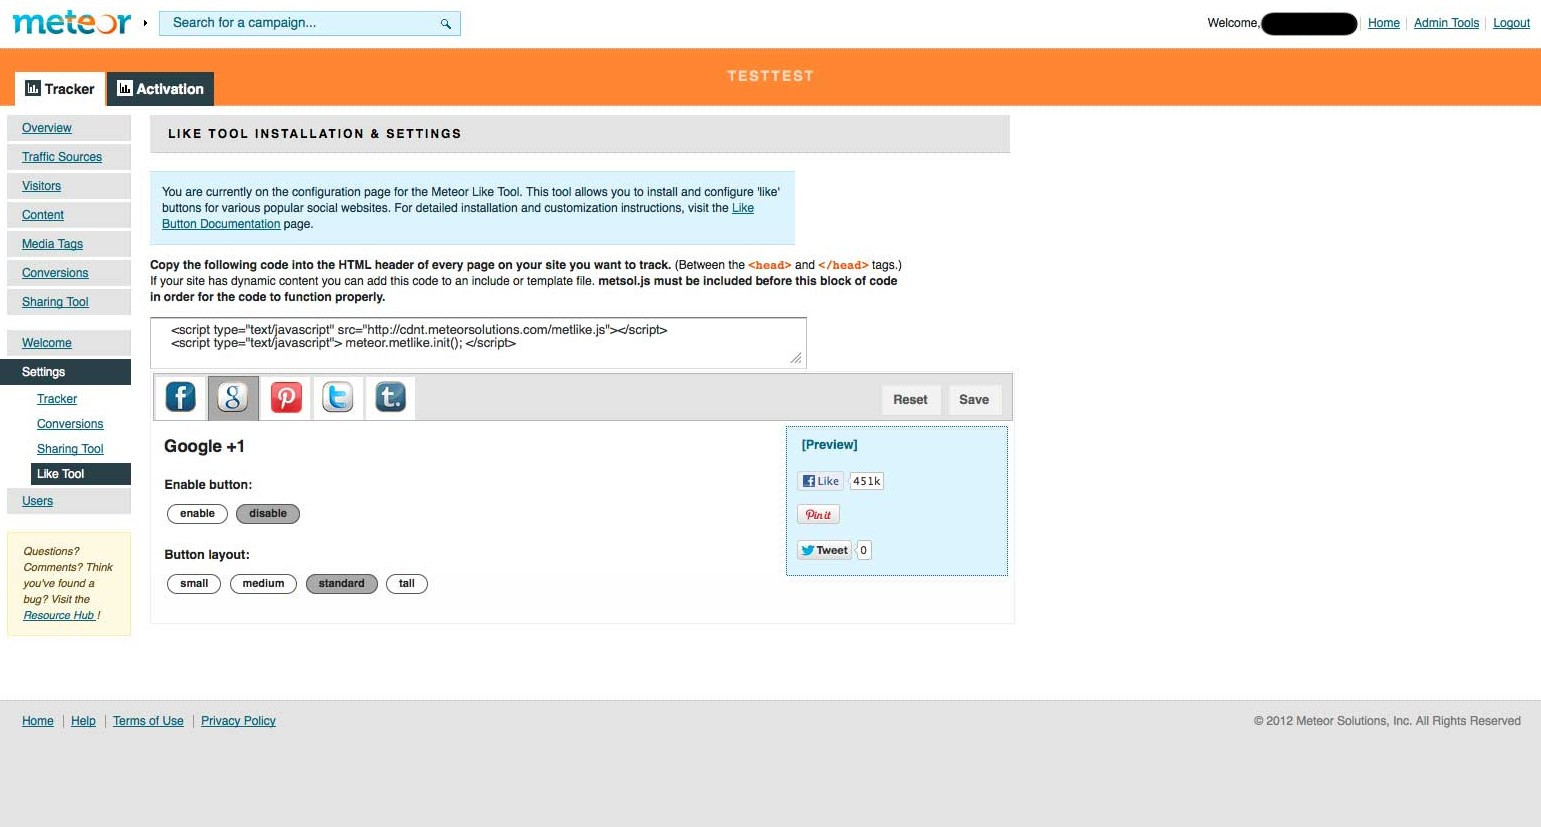 meteor
Search for a campaign...
Welcome,
Home
Admin Tools
Logout
TESTTEST
Tracker
Activation
Overview
Traffic Sources
Visitors
Content
Media Tags
Conversions
Sharing Tool
Welcome
Settings
Tracker
Conversions
Sharing Tool
Like Tool
Users
Questions?
Comments? Think
you've found a
bug? Visit the
Resource Hub !
LIKE TOOL INSTALLATION & SETTINGS
You are currently on the configuration page for the Meteor Like Tool. This tool allows you to install and configure 'like'
buttons for various popular social websites. For detailed installation and customization instructions, visit the Like
Button Documentation page.
Copy the following code into the HTML header of every page on your site you want to track. (Between the <head> and </head> tags.)
If your site has dynamic content you can add this code to an include or template file. metsol.js must be included before this block of code
in order for the code to function properly.
<script type="text/javascript" src="http://cdnt.meteorsolutions.com/metlike.js"></script>
<script type="text/javascript"> meteor.metlike.init(); </script>
f
g
p
t
t.
Reset
Save
Google +1
Enable button:
enable
disable
Button layout:
small
medium
standard
tall
[Preview]
f Like
451k
Pin it
Tweet
0
Home
Help
Terms of Use
Privacy Policy
© 2012 Meteor Solutions, Inc. All Rights Reserved